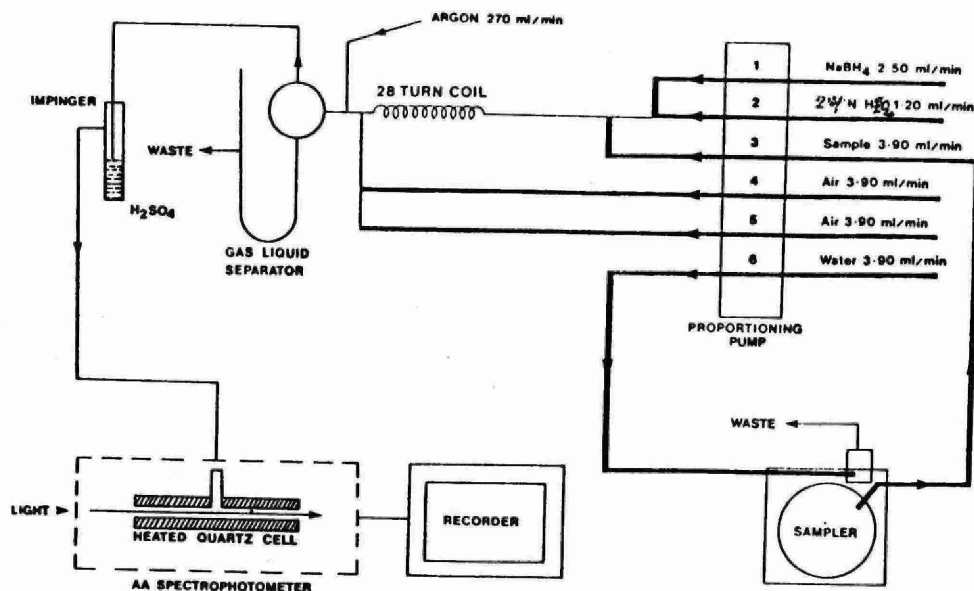 ARGON 270 ml/min
1
NaBH4 2·50 ml/min
28 TURN COIL
2
N 1·20 ml/min
IMPINGER
3
Sample 3·90 ml/min
WASTE
4
Air 3·90 ml/min
H2SO4
5
Air 3·90 ml/min
GAS LIQUID
SEPARATOR
6
Water 3·90 ml/min
PROPORTIONING
PUMP
WASTE
LIGHT
RECORDER
SAMPLER
HEATED QUARTZ CELL
AA SPECTROPHOTOMETER